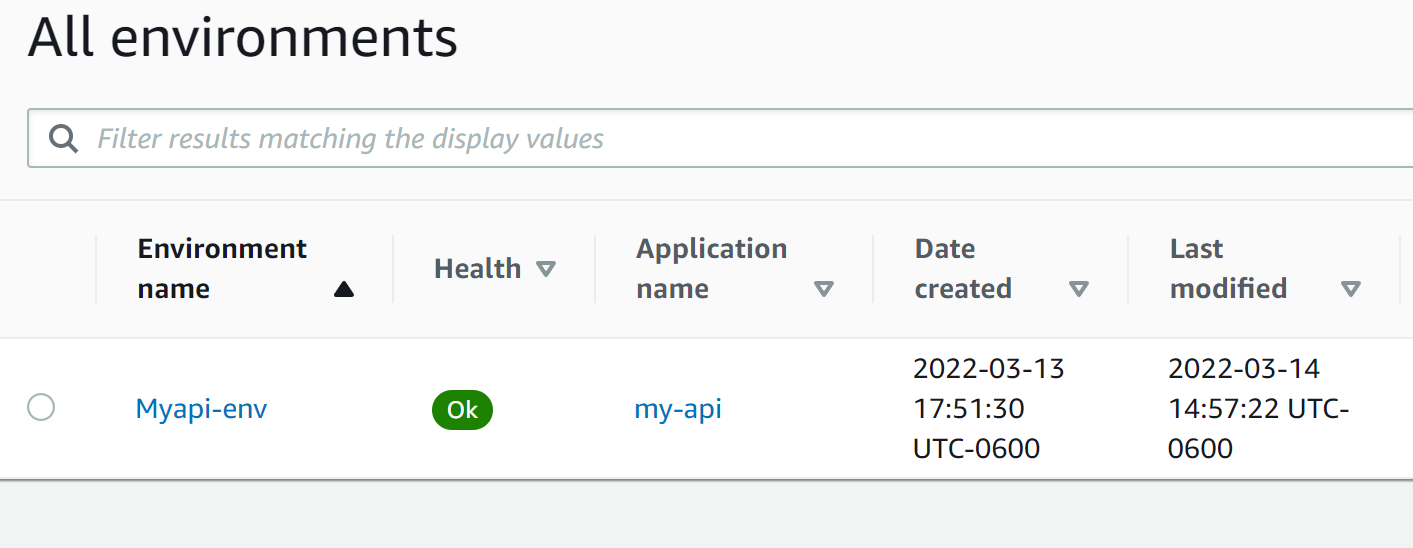 All environments
Filter results matching the display values
Environment name
Health
Application name
Date created
Last modified
Myapi-env
Ok
my-api
2022-03-13
17:51:30
UTC-0600
2022-03-14
14:57:22 UTC-
0600